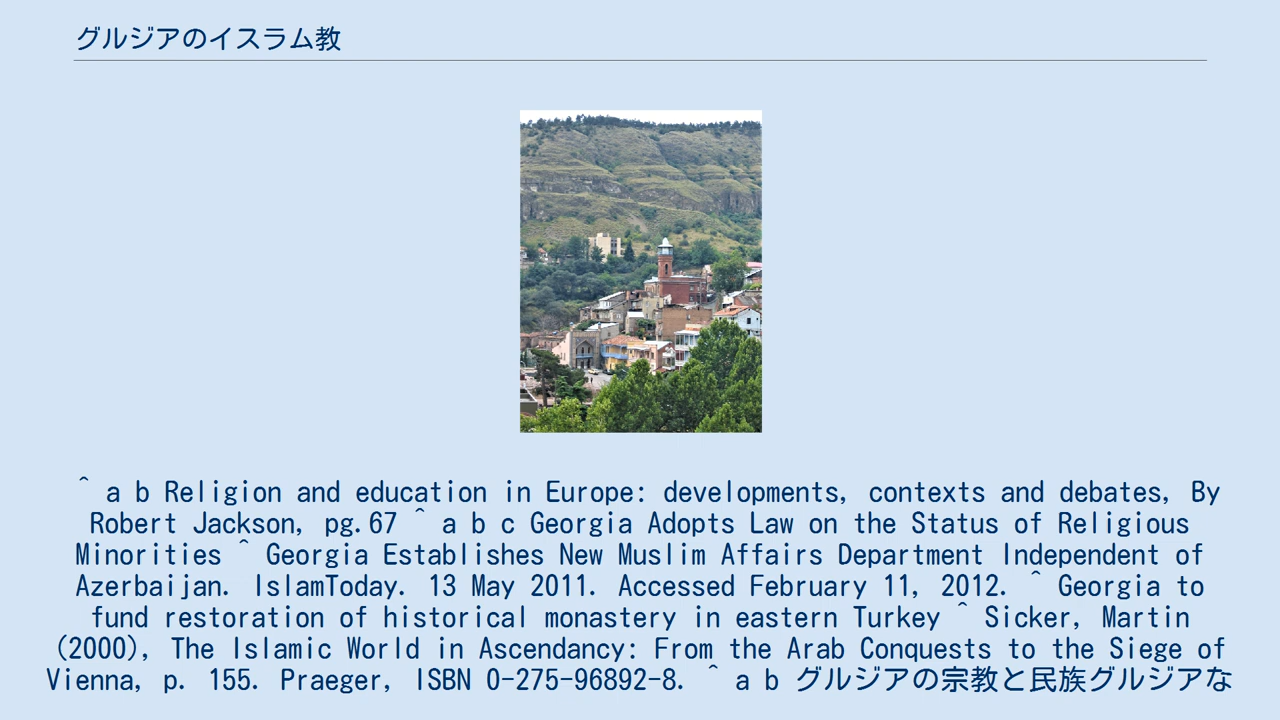 グルジアのイスラム教
^ a b Religion and education in Europe: developments, contexts and debates, By
Robert Jackson, pg.67 ^ a b c Georgia Adopts Law on the Status of Religious
Minorities ^ Georgia Establishes New Muslim Affairs Department Independent of
Azerbaijan. IslamToday. 13 May 2011. Accessed February 11, 2012. ^ Georgia to
fund restoration of historical monastery in eastern Turkey ^ Sicker, Martin
(2000), The Islamic World in Ascendancy: From the Arab Conquests to the Siege of
Vienna, p. 155. Praeger, ISBN 0-275-96892-8. ^ a b グルジアの宗教と民族グルジアな